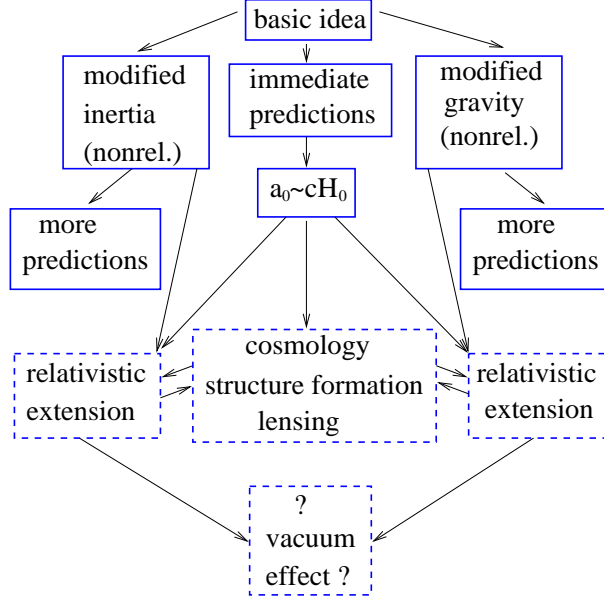 basic idea
modified
inertia
(nonrel.)
immediate
predictions
modified
gravity
(nonrel.)
a₀~cH₀
more
predictions
more
predictions
relativistic
extension
cosmology
structure formation
lensing
relativistic
extension
?
vacuum
effect ?